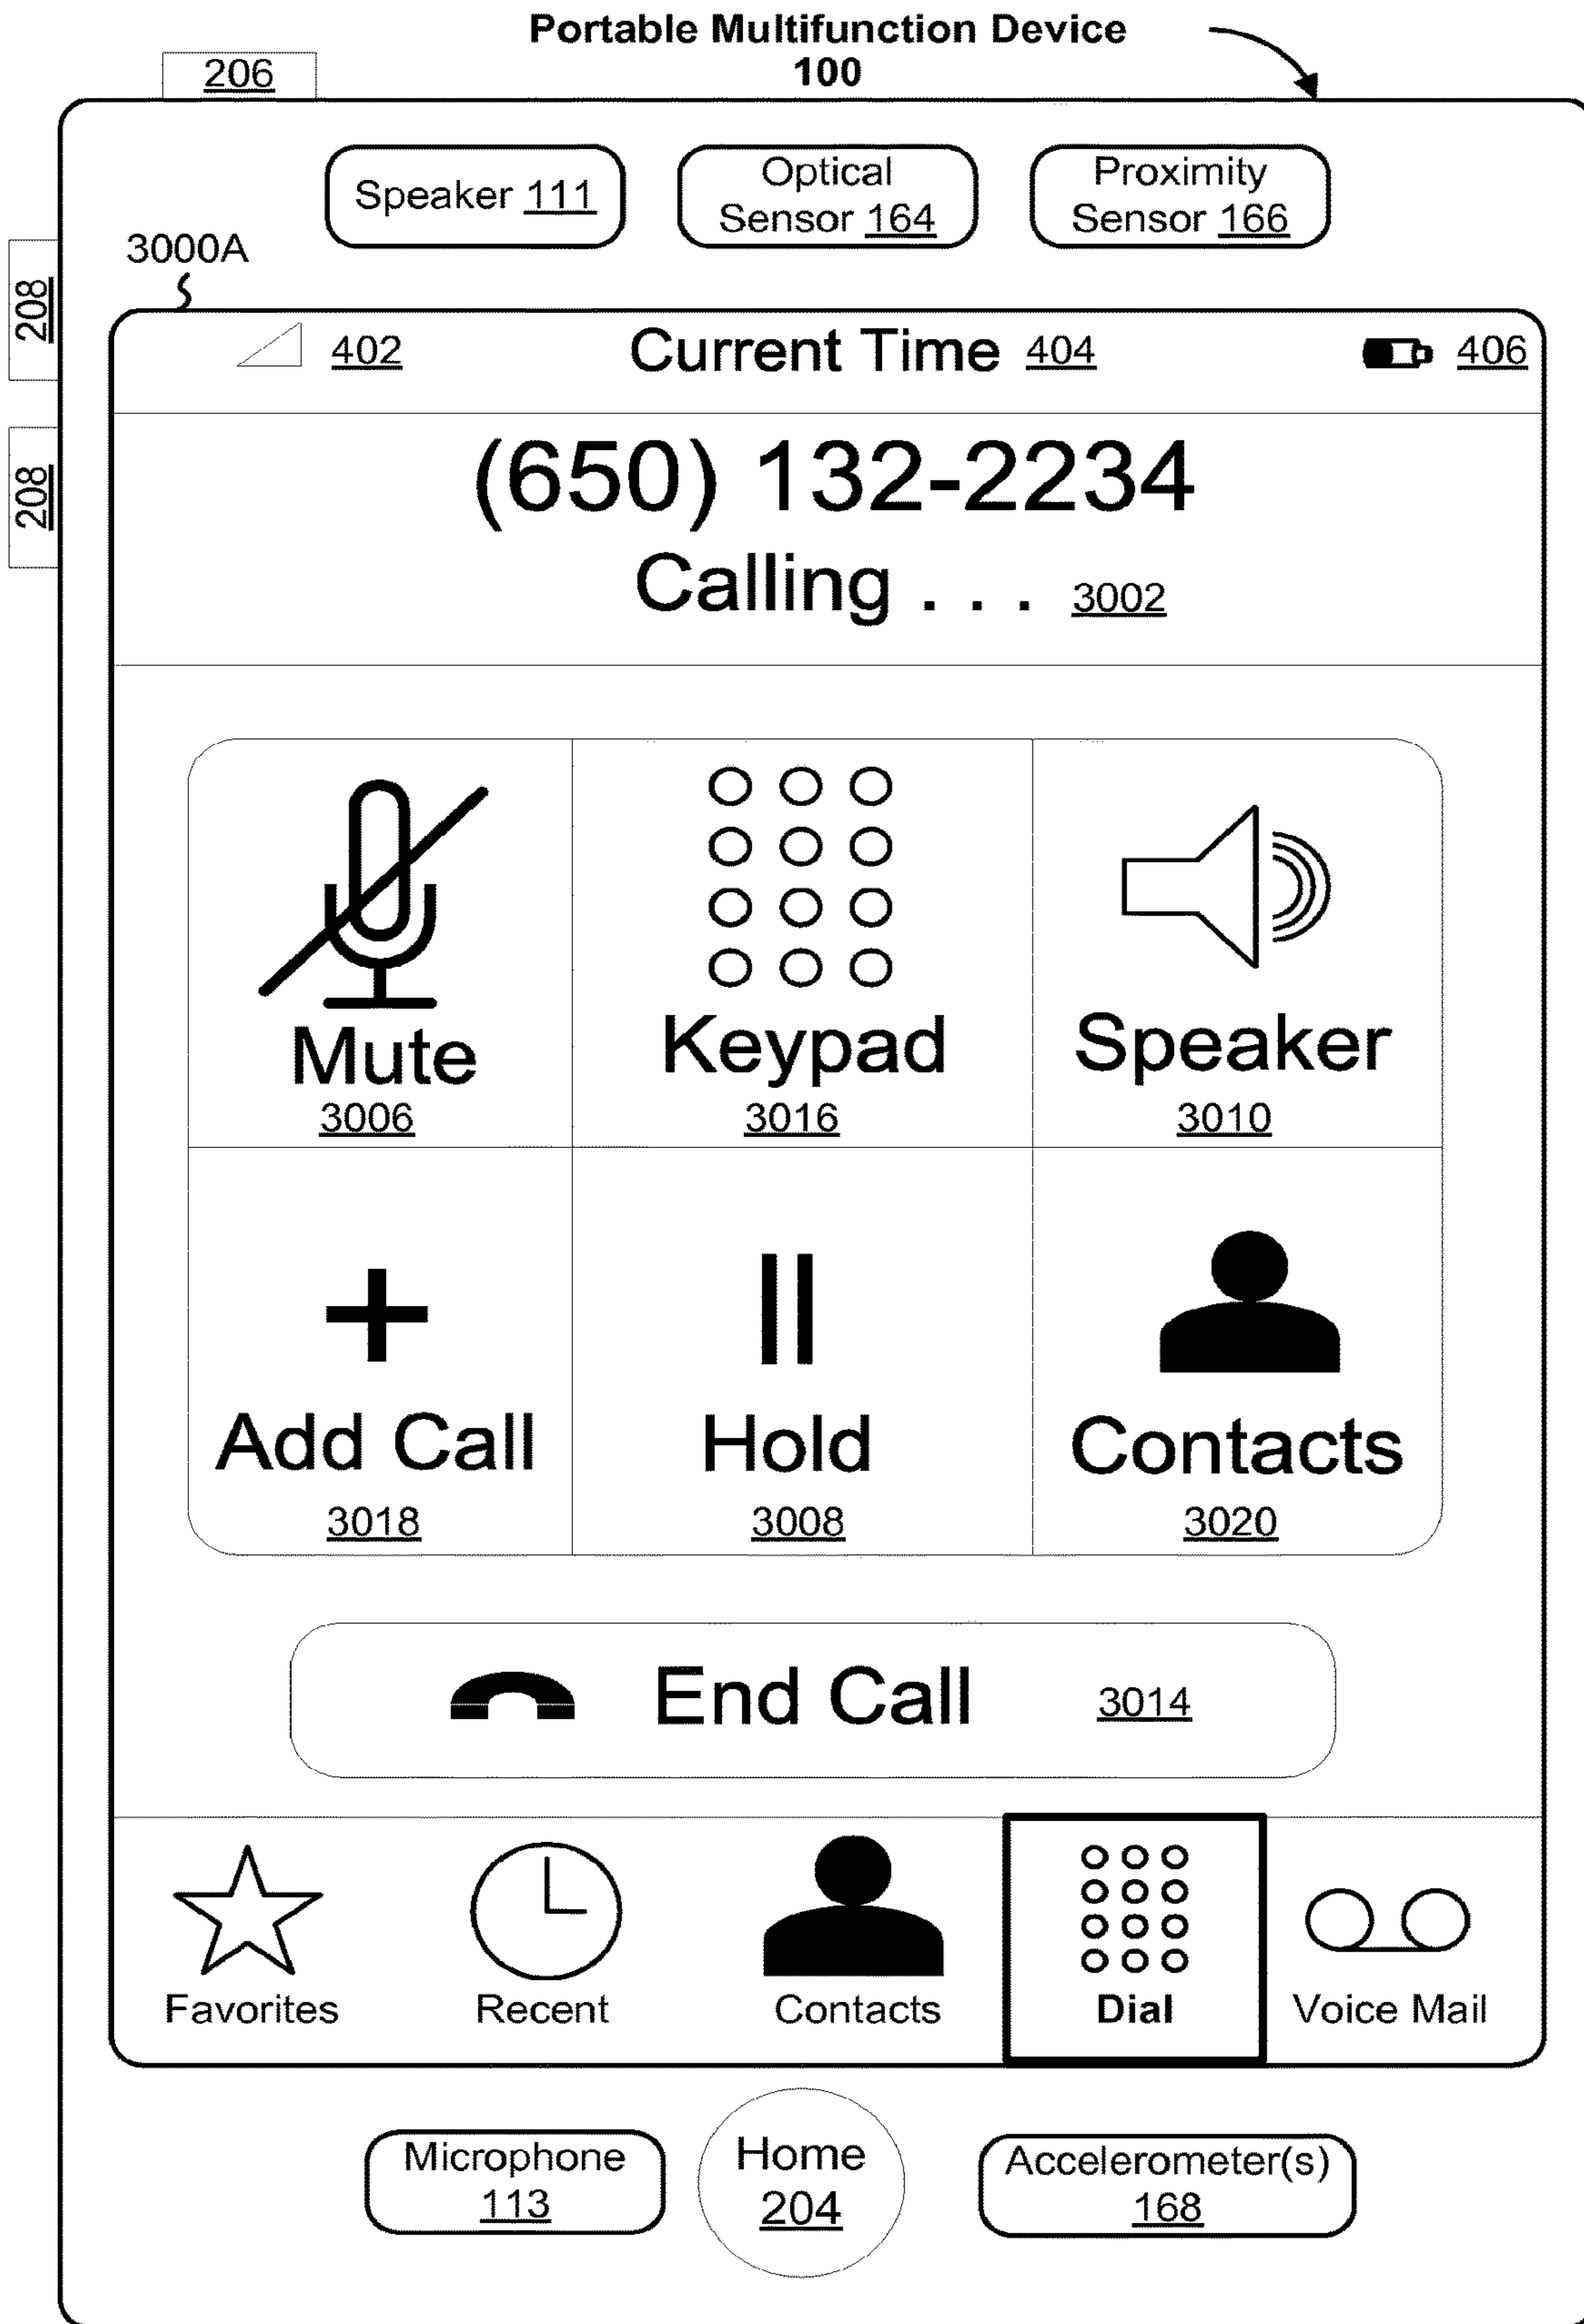 Portable Multifunction Device
100
206
Speaker 111
Optical
Sensor 164
Proximity
Sensor 166
3000A
208
208
402
Current Time 404
406
(650) 132-2234
Calling . . . 3002
Mute
3006
Keypad
3016
Speaker
3010
Add Call
3018
Hold
3008
Contacts
3020
End Call 3014
Favorites
Recent
Contacts
Dial
Voice Mail
Microphone
113
Home
204
Accelerometer(s)
168